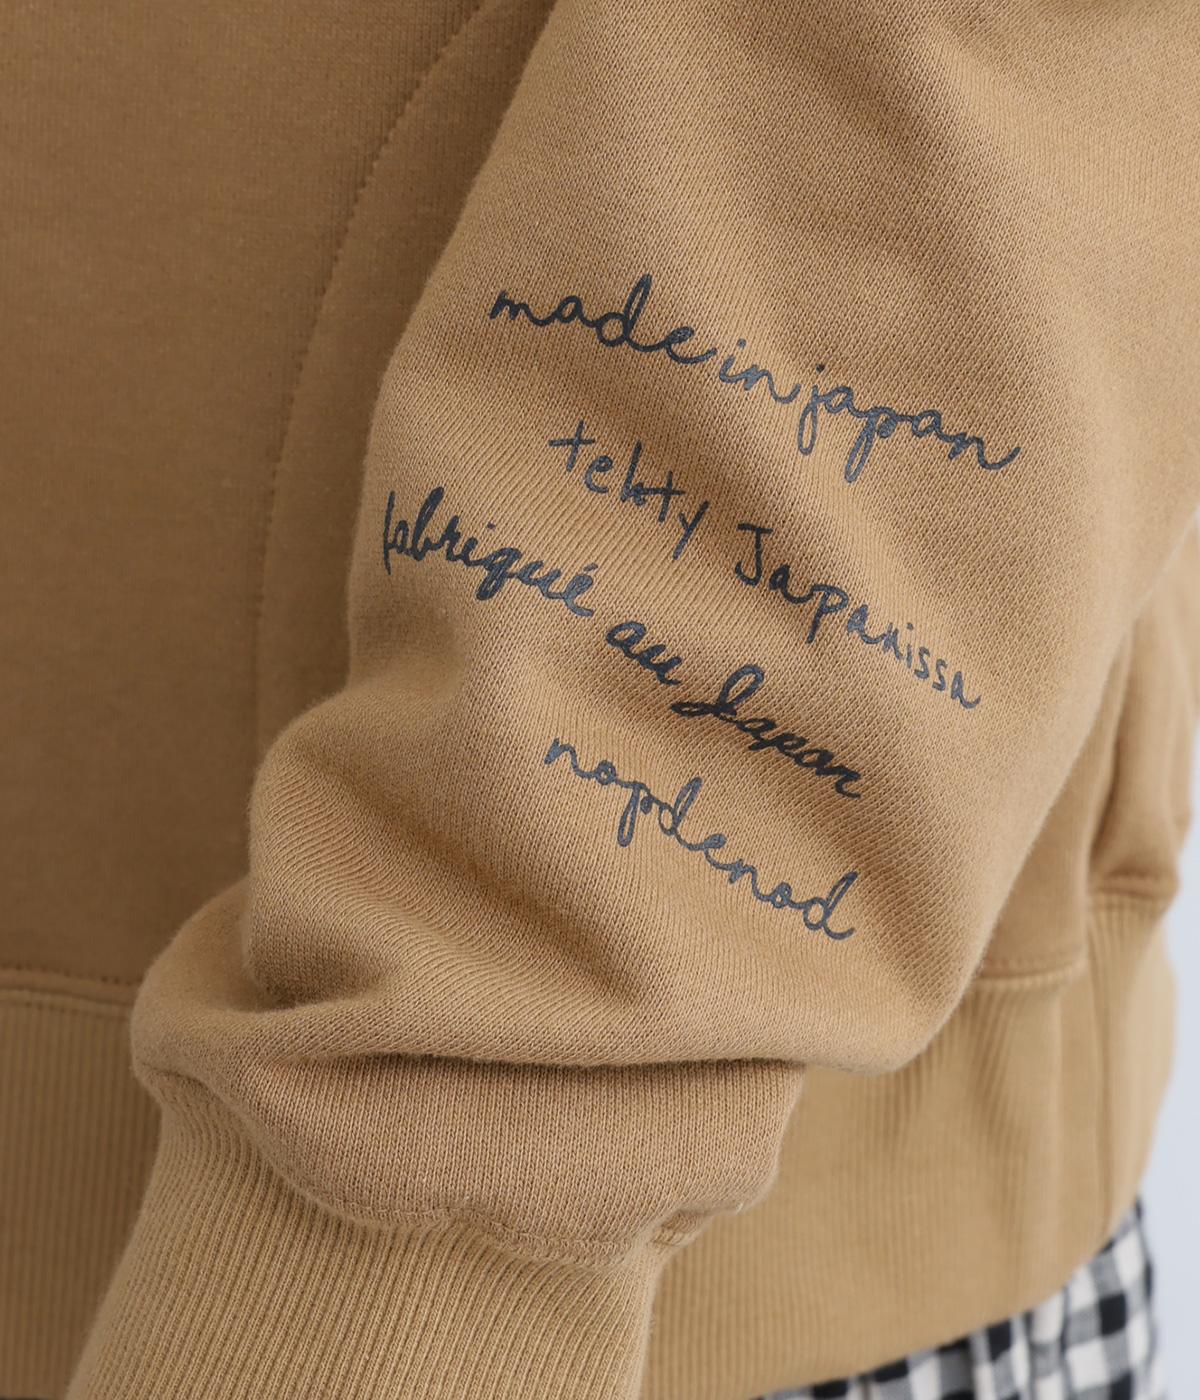 made in japan
tehty Japanissa
fabriqué au Japon
nopdenod